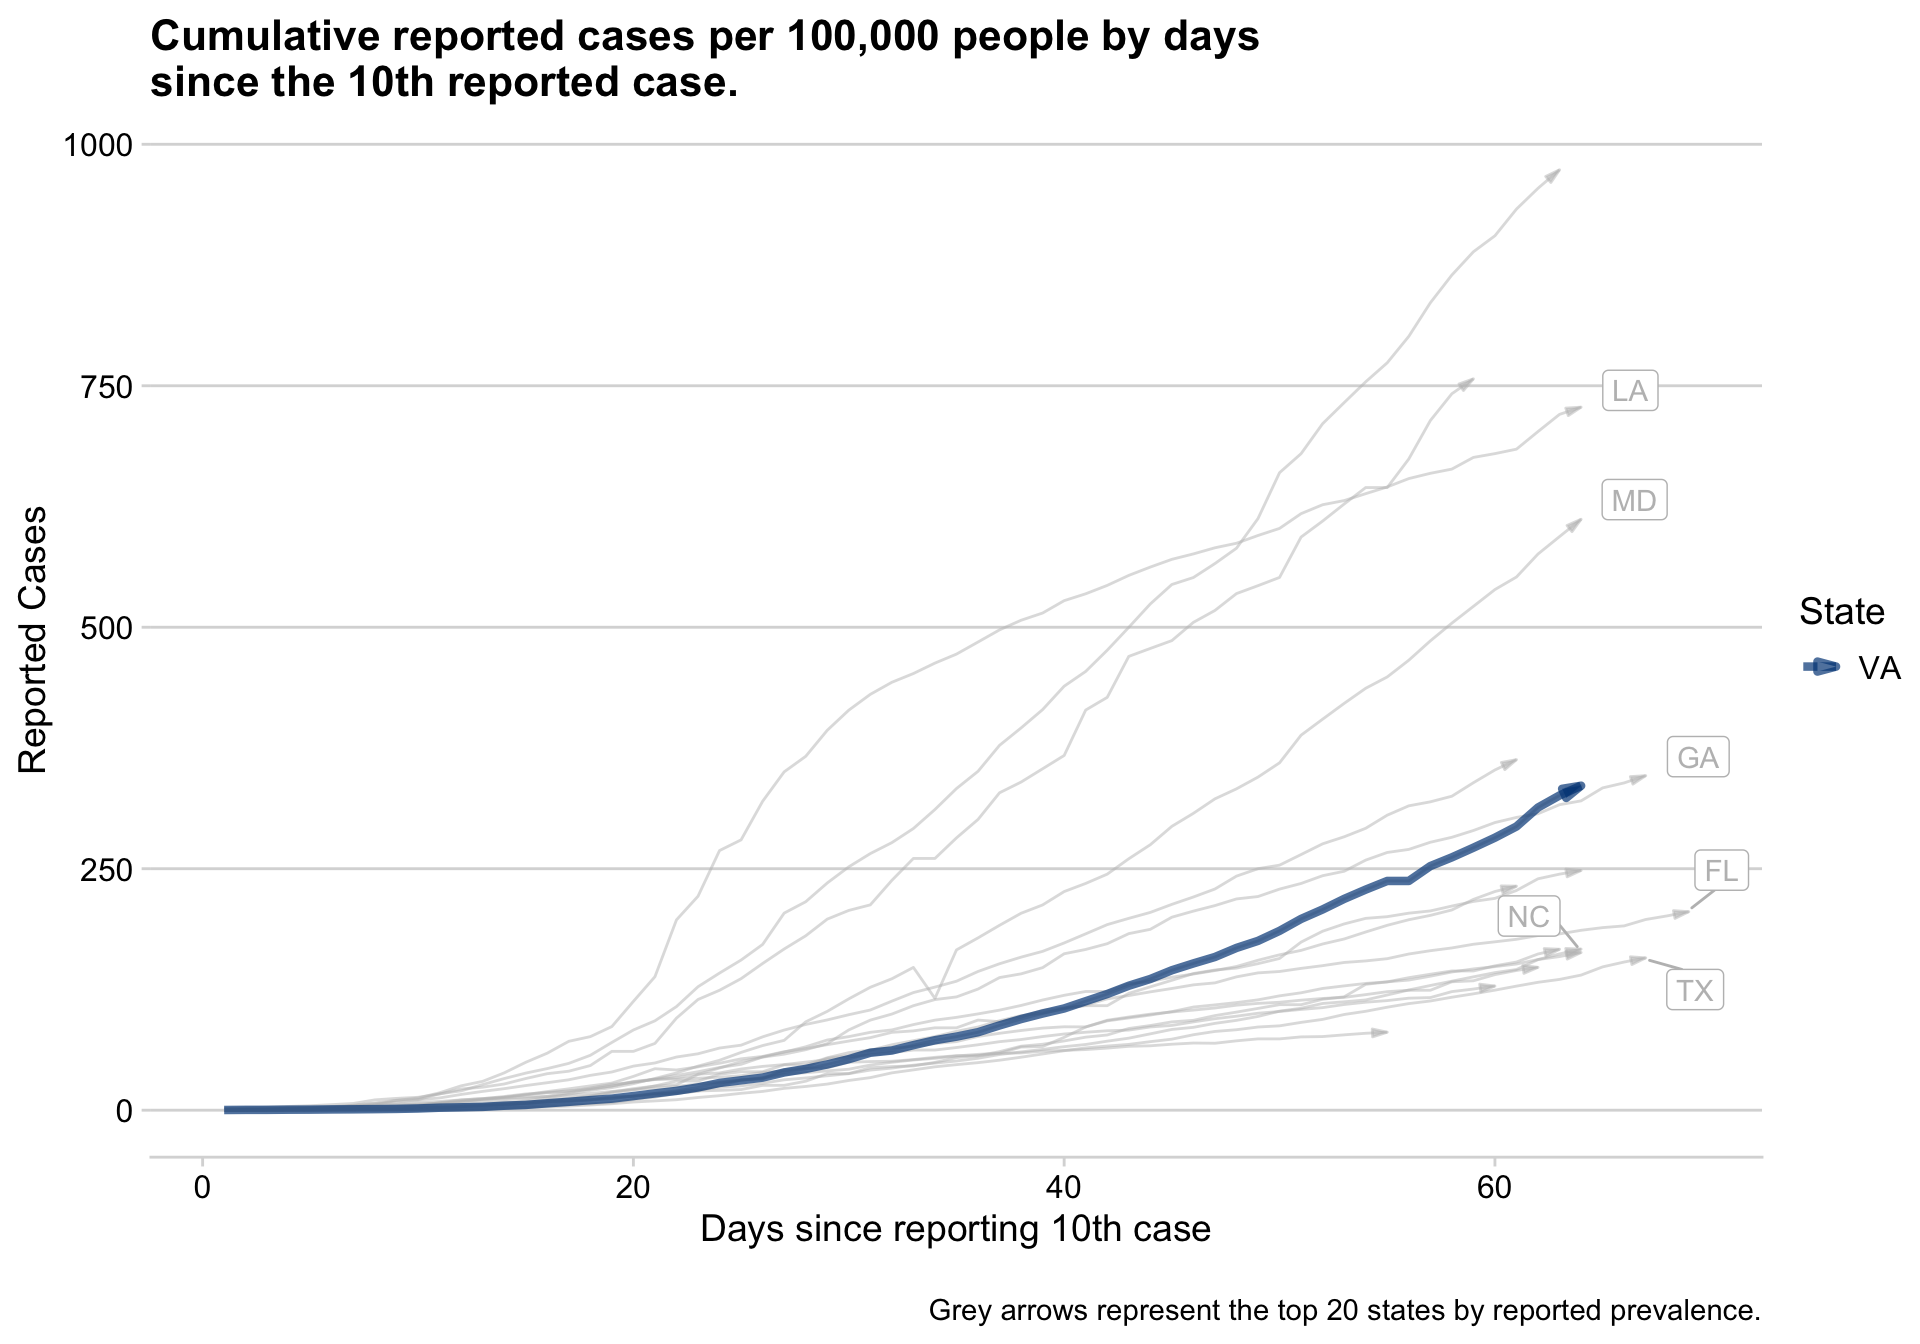 Cumulative reported cases per 100,000 people by days
since the 10th reported case.
1000
750
500
250
0
Reported Cases
LA
MD
GA
FL
NC
TX
State
VA
0 20 40 60
Days since reporting 10th case
Grey arrows represent the top 20 states by reported prevalence.